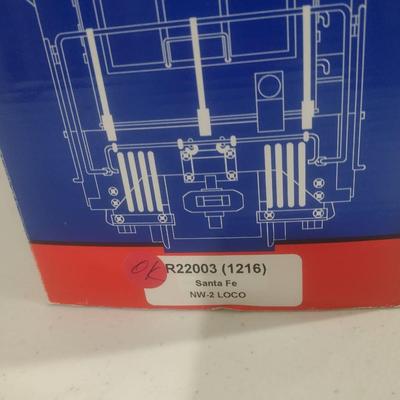 OK
R22003 (1216)
Santa Fe
NW-2 LOCO